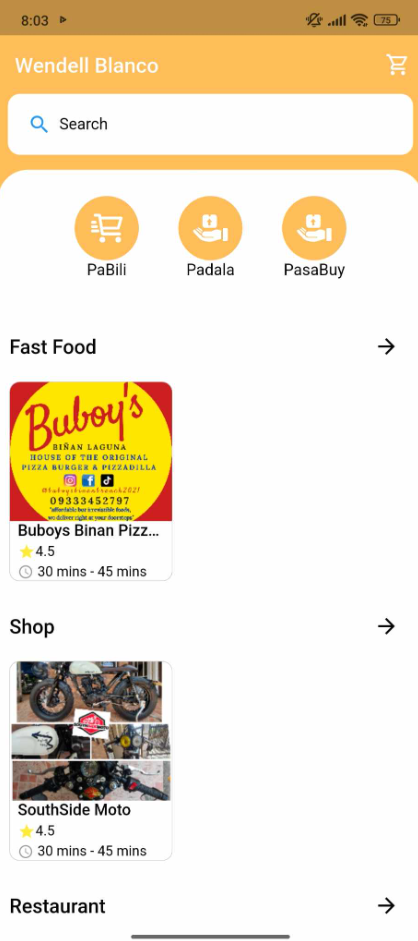 8:03
75
Wendell Blanco
Search
PaBili
Padala
PasaBuy
Fast Food
Buboy's
BIÑAN LAGUNA
HOUSE OF THE ORIGINAL
PIZZA BURGER & PIZZADILLA
09333452797
"affordable but irresistible foods,
we deliver right at your doorsteps"
Buboys Binan Pizz...
4.5
30 mins - 45 mins
Shop
SouthSide Moto
4.5
30 mins - 45 mins
Restaurant